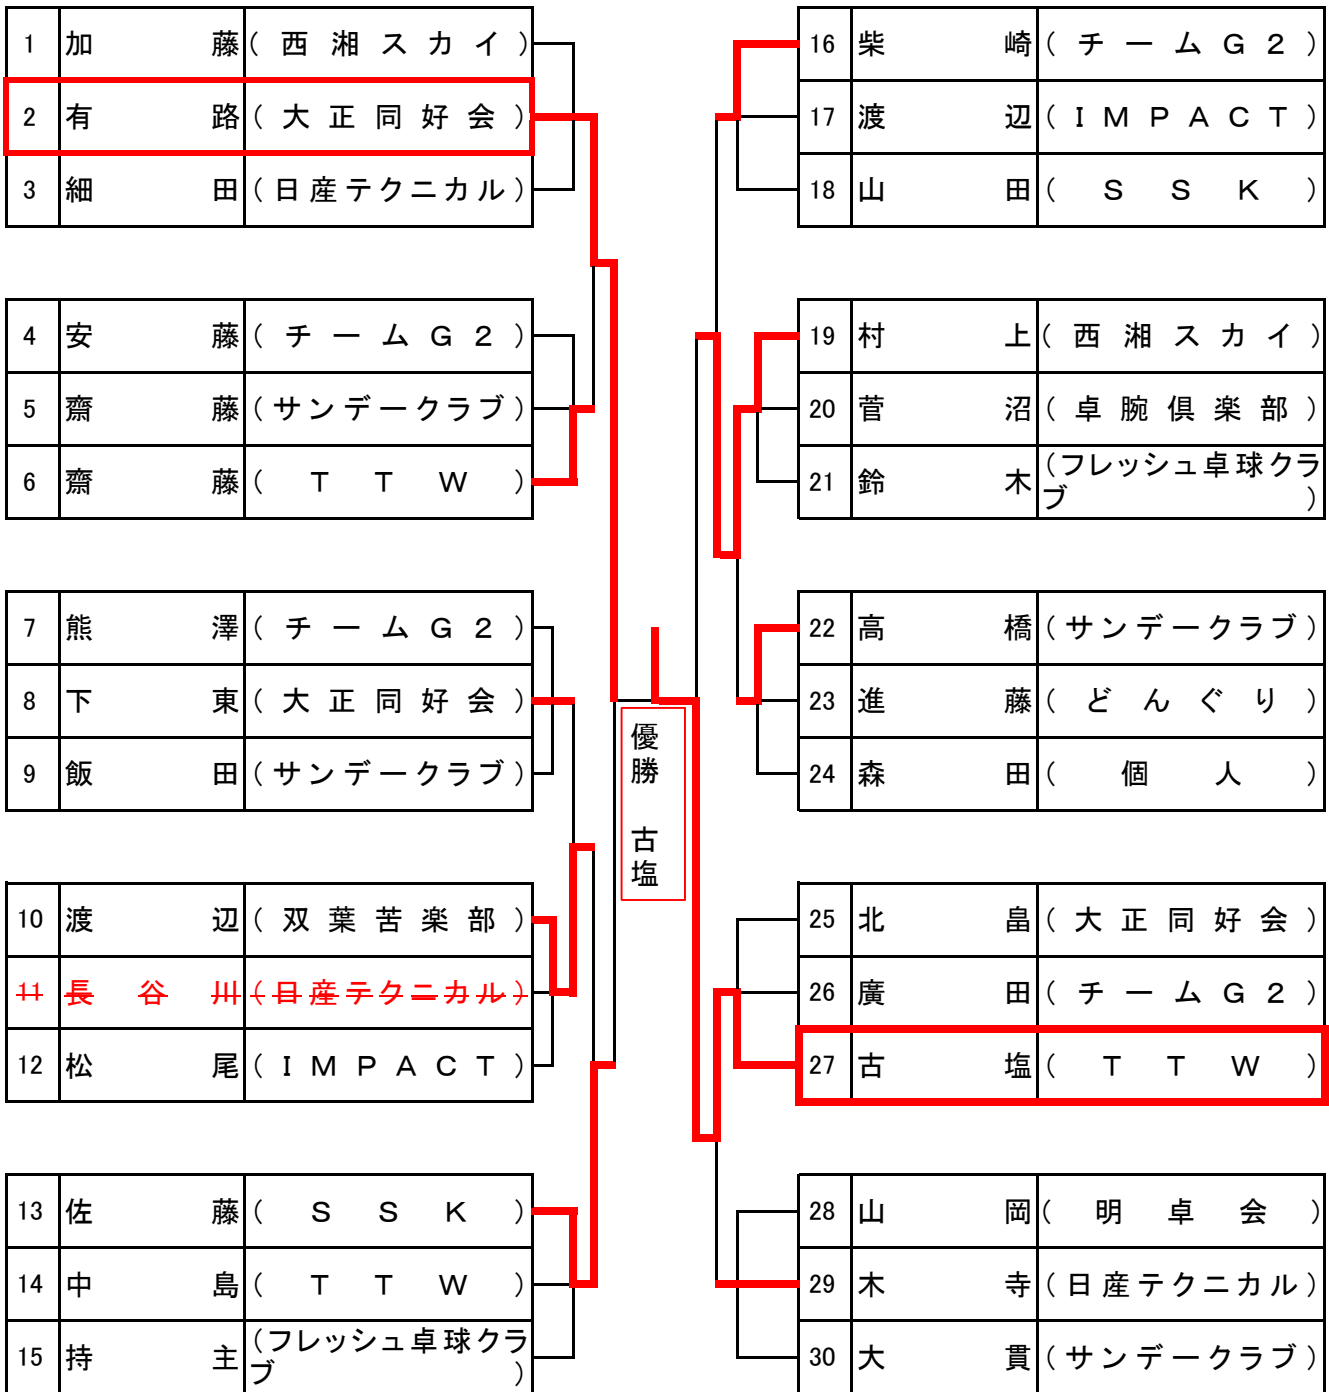 1 加藤 (西湘スカイ)
2 有路 (大正同好会)
3 細田 (日産テクニカル)
4 安藤 (チームG2)
5 齋藤 (サンデークラブ)
6 齋藤 (TTW)
7 熊澤 (チームG2)
8 下東 (大正同好会)
9 飯田 (サンデークラブ)
10 渡辺 (双葉苦楽部)
11 長谷川 (日産テクニカル)
12 松尾 (IMPACT)
13 佐藤 (SSK)
14 中島 (TTW)
15 持主 (フレッシュ卓球クラ
ブ)
優勝 古塩
16 柴崎 (チームG2)
17 渡辺 (IMPACT)
18 山田 (SSK)
19 村上 (西湘スカイ)
20 菅沼 (卓腕倶楽部)
21 鈴木 (フレッシュ卓球クラ
ブ)
22 高橋 (サンデークラブ)
23 進藤 (どんぐり)
24 森田 (個人)
25 北畠 (大正同好会)
26 廣田 (チームG2)
27 古塩 (TTW)
28 山岡 (明卓会)
29 木寺 (日産テクニカル)
30 大貫 (サンデークラブ)